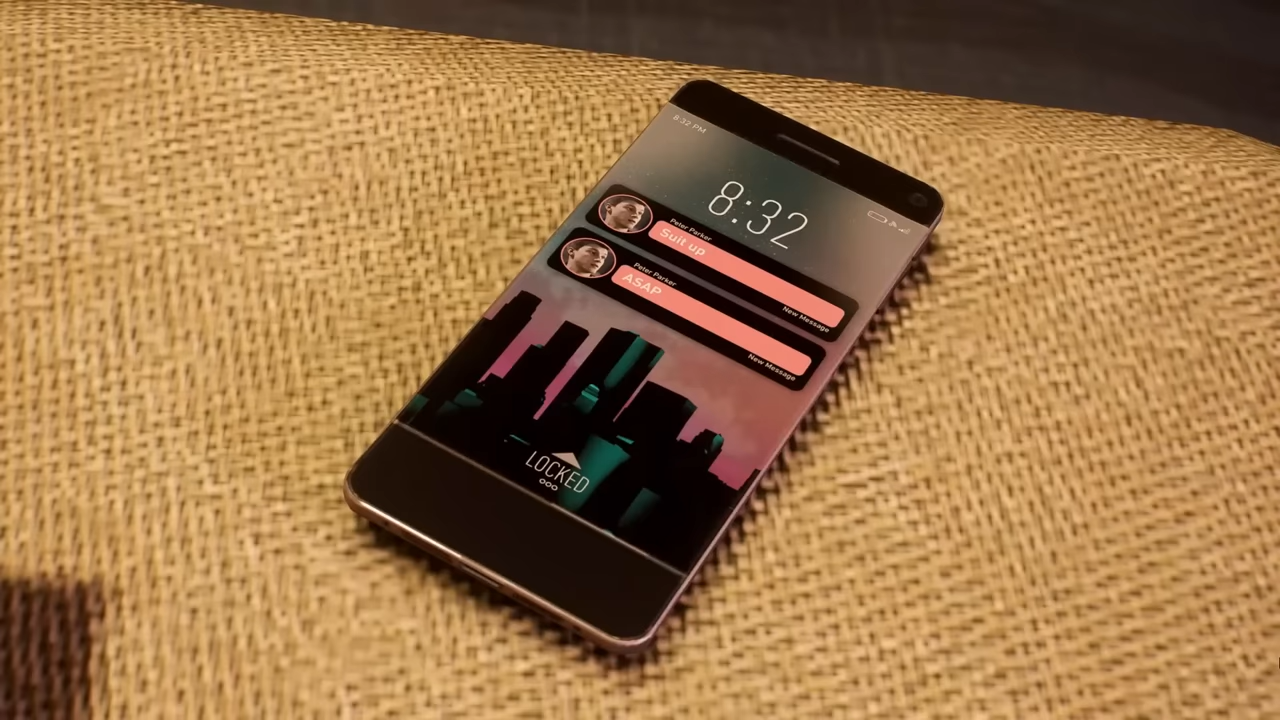 8:32 PM
8:32
Peter Parker
Suit up
New Message
Peter Parker
ASAP
New Message
LOCKED